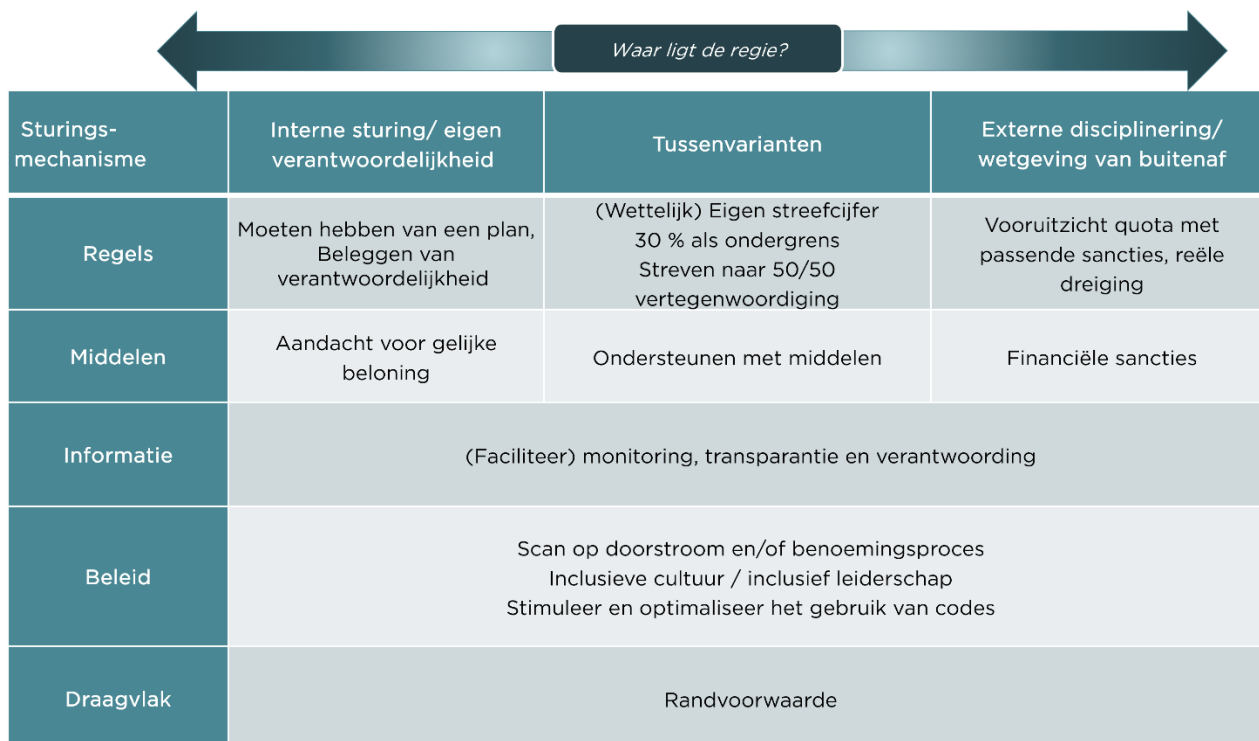 Waar ligt de regie?
Sturings-
mechanisme
Interne sturing/ eigen
verantwoordelijkheid
Tussenvarianten
Externe disciplinering/
wetgeving van buitenaf
Regels
Moeten hebben van een plan,
Beleggen van
verantwoordelijkheid
(Wettelijk) Eigen streefcijfer
30 % als ondergrens
Streven naar 50/50
vertegenwoordiging
Vooruitzicht quota met
passende sancties, reële
dreiging
Middelen
Aandacht voor gelijke
beloning
Ondersteunen met middelen
Financiële sancties
Informatie
(Faciliteer) monitoring, transparantie en verantwoording
Beleid
Scan op doorstroom en/of benoemingsproces
Inclusieve cultuur / inclusief leiderschap
Stimuleer en optimaliseer het gebruik van codes
Draagvlak
Randvoorwaarde